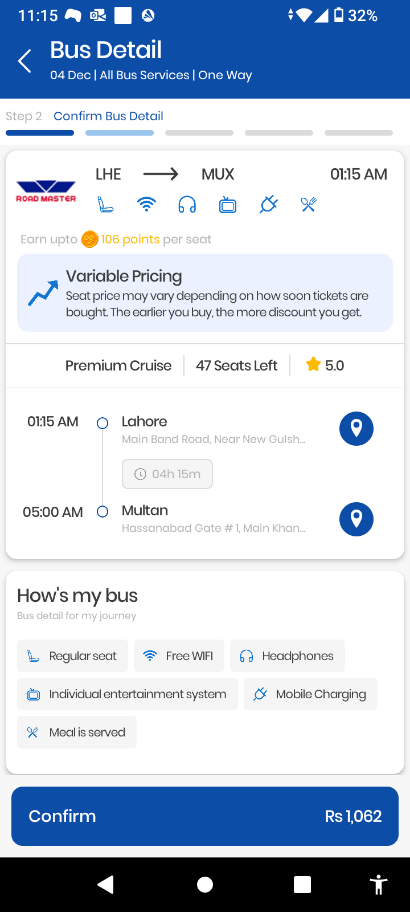 11:15 32%
Bus Detail
04 Dec | All Bus Services | One Way
Step 2 Confirm Bus Detail
LHE MUX 01:15 AM
ROAD MASTER
Earn upto 106 points per seat
Variable Pricing
Seat price may vary depending on how soon tickets are
bought. The earlier you buy, the more discount you get.
Premium Cruise 47 Seats Left 5.0
01:15 AM Lahore
Main Band Road, Near New Gulsh...
04h 15m
05:00 AM Multan
Hassanabad Gate # 1, Main Khan...
How's my bus
Bus detail for my journey
Regular seat Free WIFI Headphones
Individual entertainment system Mobile Charging
Meal is served
Confirm Rs 1,062